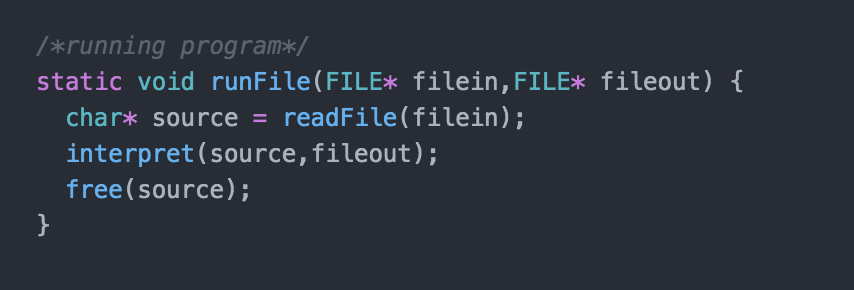 /*running program*/
static void runFile(FILE* filein,FILE* fileout) {
  char* source = readFile(filein);
  interpret(source,fileout);
  free(source);
}